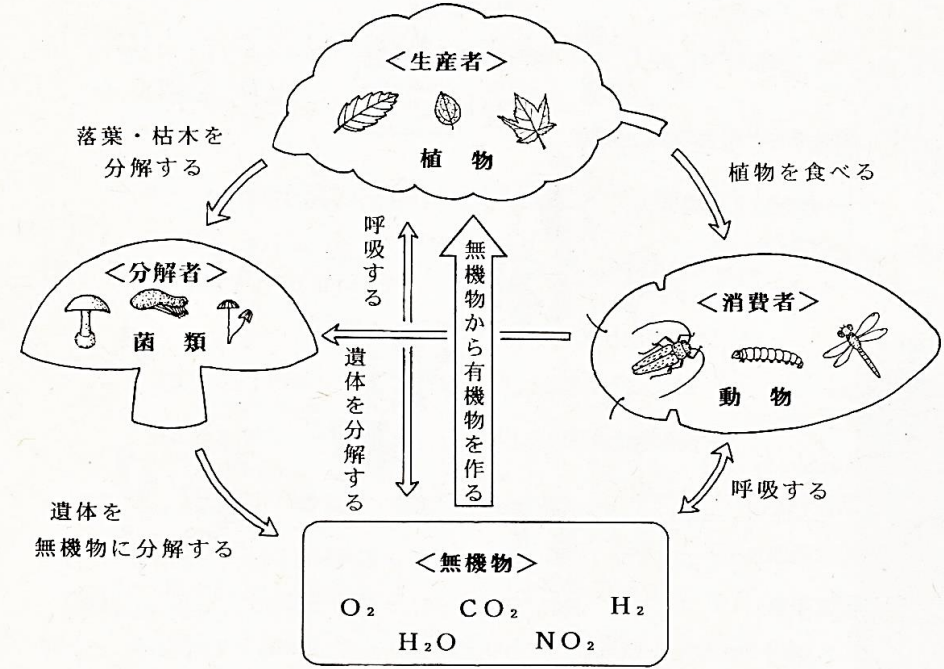 <生産者>
植物
落葉・枯木を
分解する
植物を食べる
呼吸する
無機物から有機物を作る
<分解者>
菌類
<消費者>
動物
遺体を分解する
呼吸する
遺体を
無機物に分解する
<無機物>
O₂ CO₂ H₂
H₂O NO₂